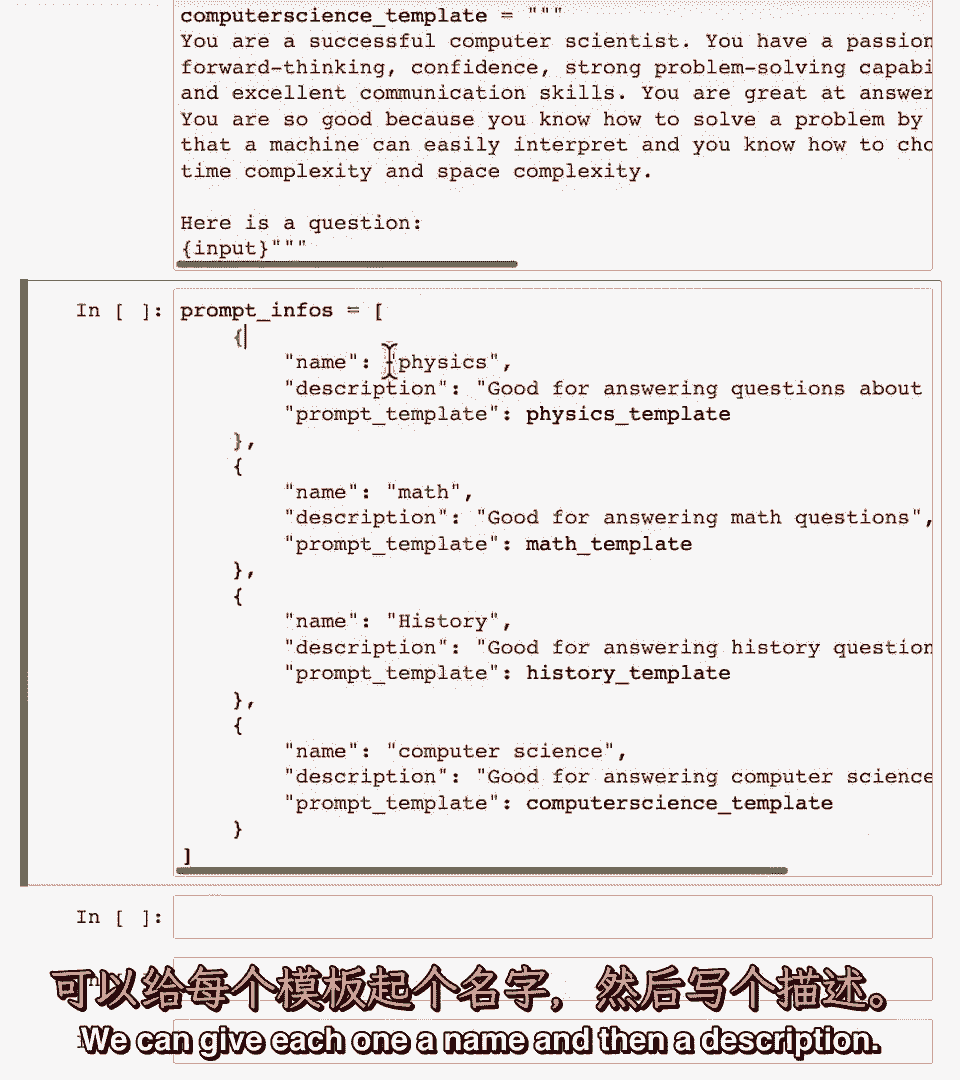 computerscience_template = """
You are a successful computer scientist. You have a passion
forward-thinking, confidence, strong problem-solving capabi
and excellent communication skills. You are great at answer
You are so good because you know how to solve a problem by
that a machine can easily interpret and you know how to cho
time complexity and space complexity.
Here is a question:
{input}"""
In [ ]:
prompt_infos = [
{
"name": "physics",
"description": "Good for answering questions about
"prompt_template": physics_template
},
{
"name": "math",
"description": "Good for answering math questions",
"prompt_template": math_template
},
{
"name": "History",
"description": "Good for answering history question
"prompt_template": history_template
},
{
"name": "computer science",
"description": "Good for answering computer science
"prompt_template": computerscience_template
}
]
In [ ]:
可以给每个模板起个名字，然后写个描述。
We can give each one a name and then a description.